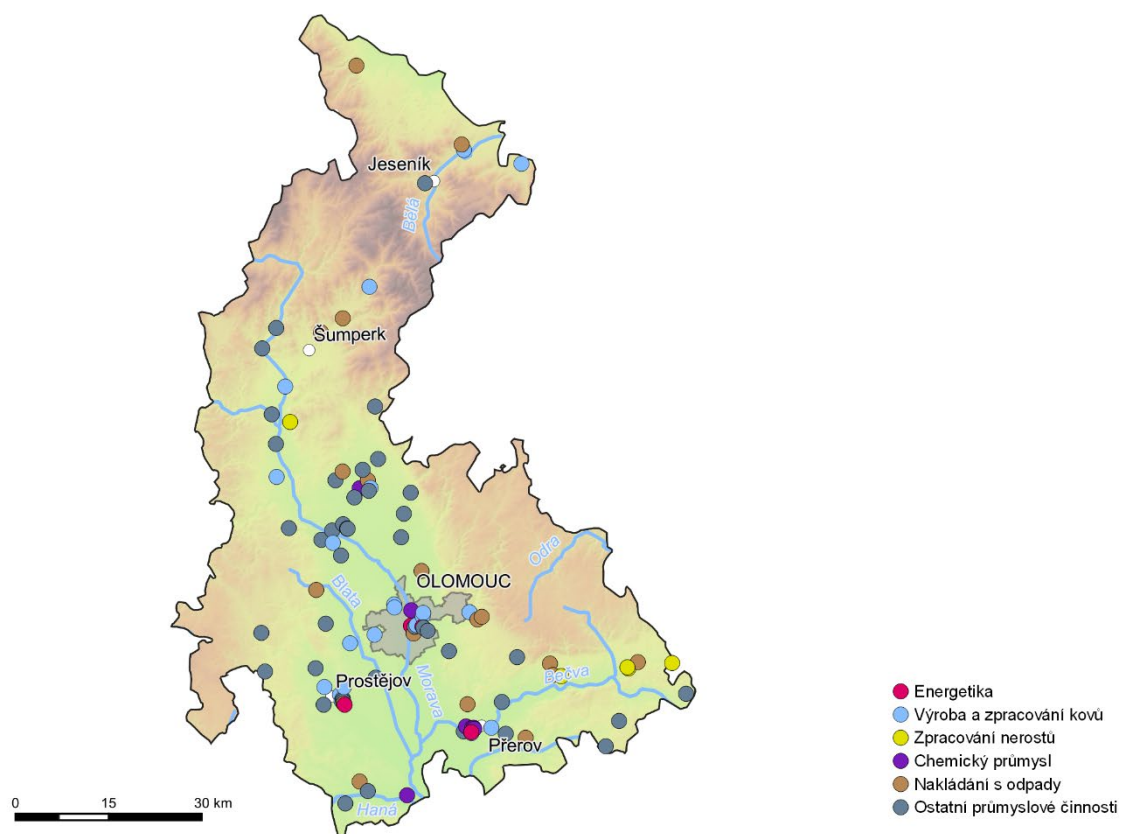 Jeseník
Bělá
Šumperk
Odra
OLOMOUC
Blata
Morava
Bečva
Prostějov
Přerov
Haná
0 15 30 km
Energetika
Výroba a zpracování kovů
Zpracování nerostů
Chemický průmysl
Nakládání s odpady
Ostatní průmyslové činnosti